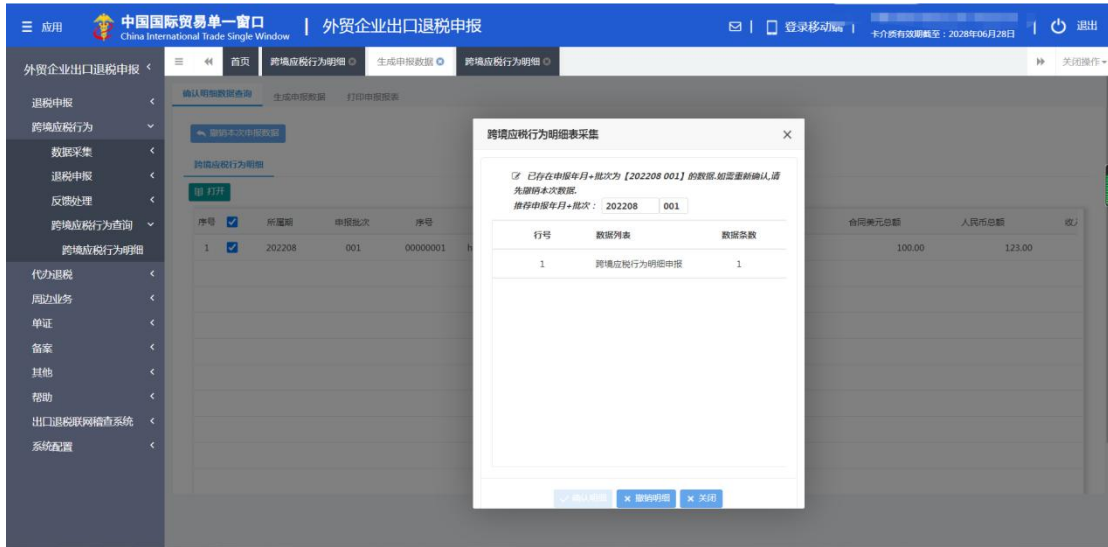 应用
中国国际贸易单一窗口
China International Trade Single Window
外贸企业出口退税申报
登录移动端
卡介质有效期截至：2028年06月28日
退出
外贸企业出口退税申报
首页
跨境应税行为明细
生成申报数据
跨境应税行为明细
关闭操作
退税申报
跨境应税行为
数据采集
退税申报
反馈处理
跨境应税行为查询
跨境应税行为明细
代办退税
周边业务
单证
备案
其他
帮助
出口退税联网稽查系统
系统配置
确认明细数据查询
生成申报数据
打印申报报表
撤销本次申报数据
跨境应税行为明细
打开
序号 所属期 申报批次 序号 合同美元总额 人民币总额
1 202208 001 00000001 h 100.00 123.00
跨境应税行为明细表采集
已存在申报年月+批次为【202208 001】的数据.如需重新确认,请
先撤销本次数据.
推荐申报年月+批次： 202208 001
行号 数据列表 数据条数
1 跨境应税行为明细申报 1
确认明细 撤销明细 关闭